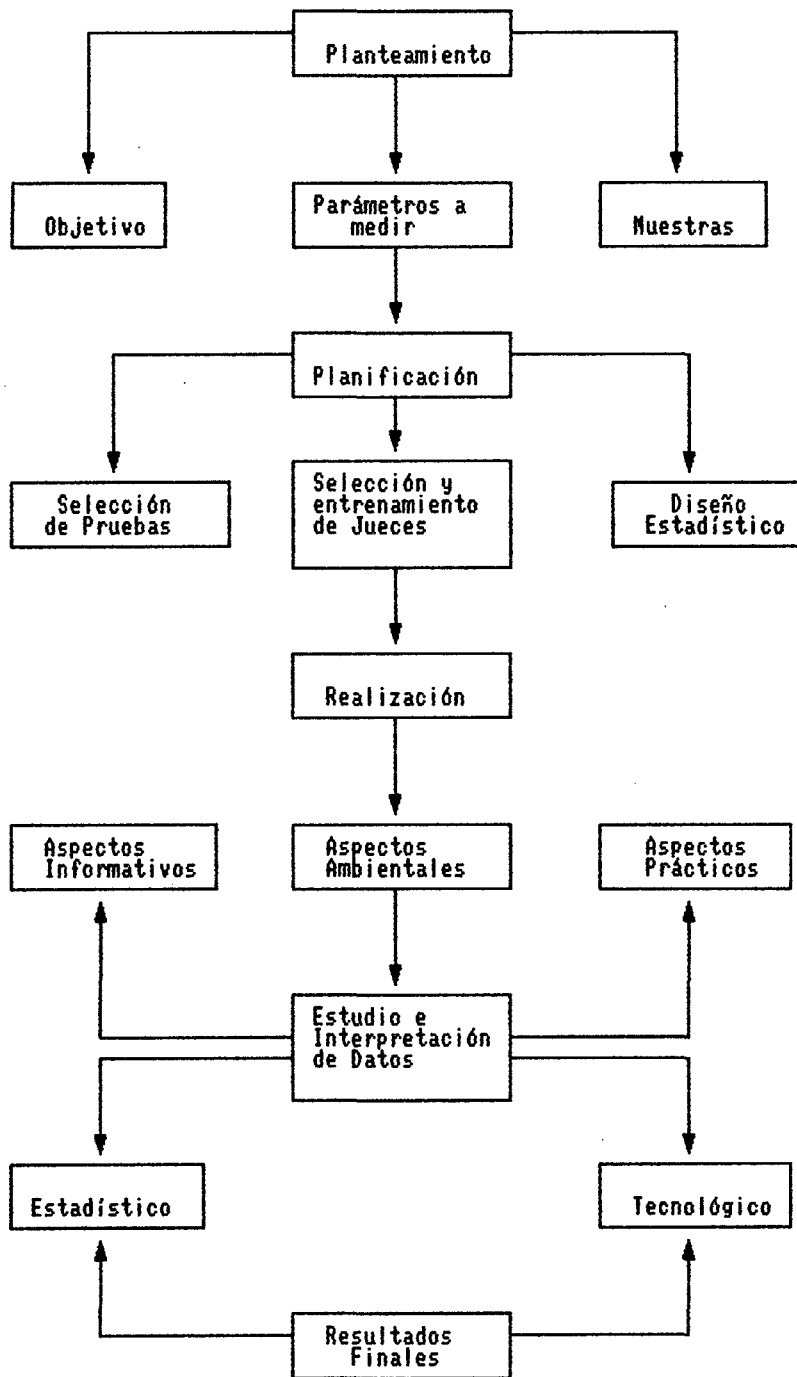 Planteamiento
Objetivo
Parámetros a
medir
Muestras
Planificación
Selección
de Pruebas
Selección y
entrenamiento
de Jueces
Diseño
Estadístico
Realización
Aspectos
Informativos
Aspectos
Ambientales
Aspectos
Prácticos
Estudio e
Interpretación
de Datos
Estadístico
Tecnológico
Resultados
Finales